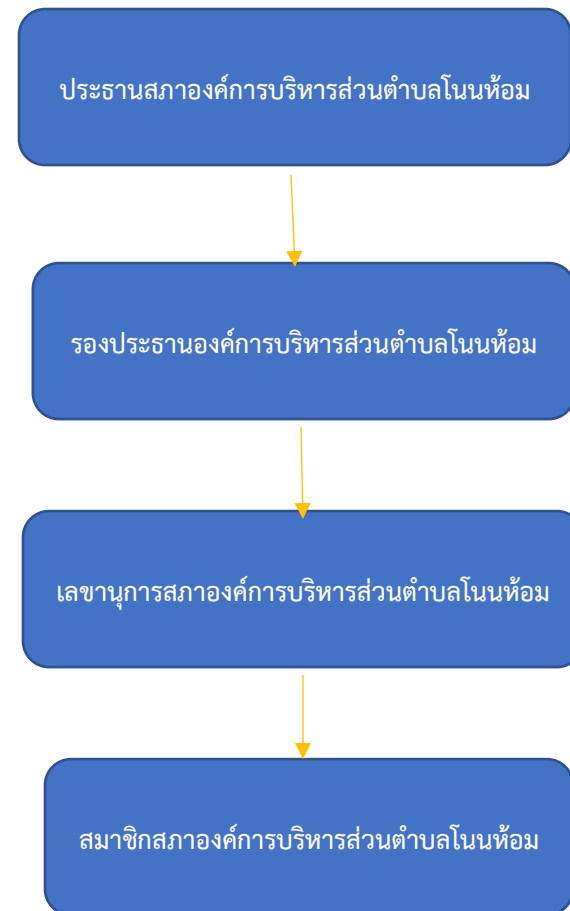 ประธานสภาองค์การบริหารส่วนตำบลโนนห้อม
รองประธานองค์การบริหารส่วนตำบลโนนห้อม
เลขานุการสภาองค์การบริหารส่วนตำบลโนนห้อม
สมาชิกสภาองค์การบริหารส่วนตำบลโนนห้อม